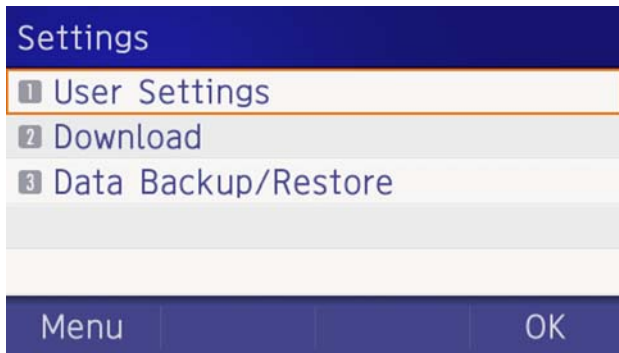 Settings
1 User Settings
2 Download
3 Data Backup/Restore
Menu OK